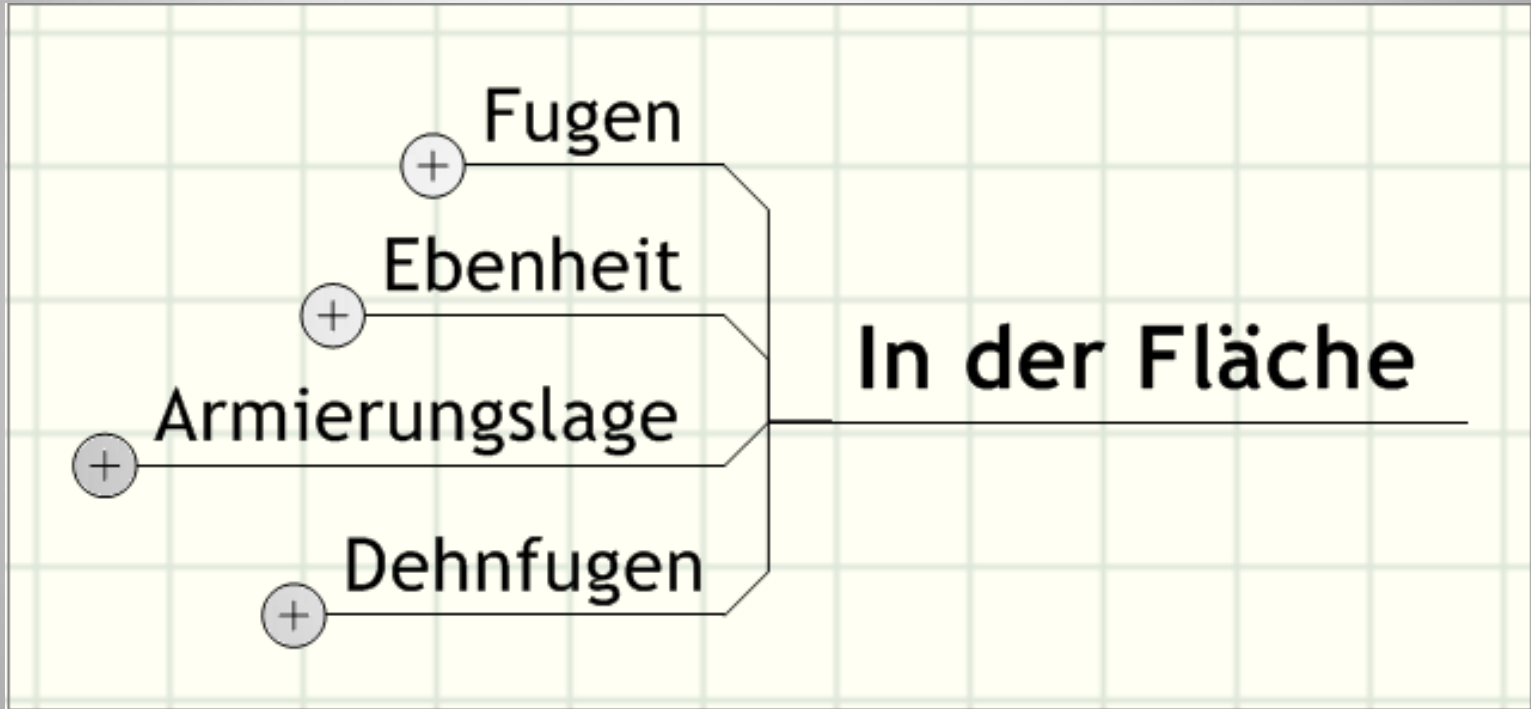 Fugen
Ebenheit
Armierungslage
Dehnfugen
In der Fläche